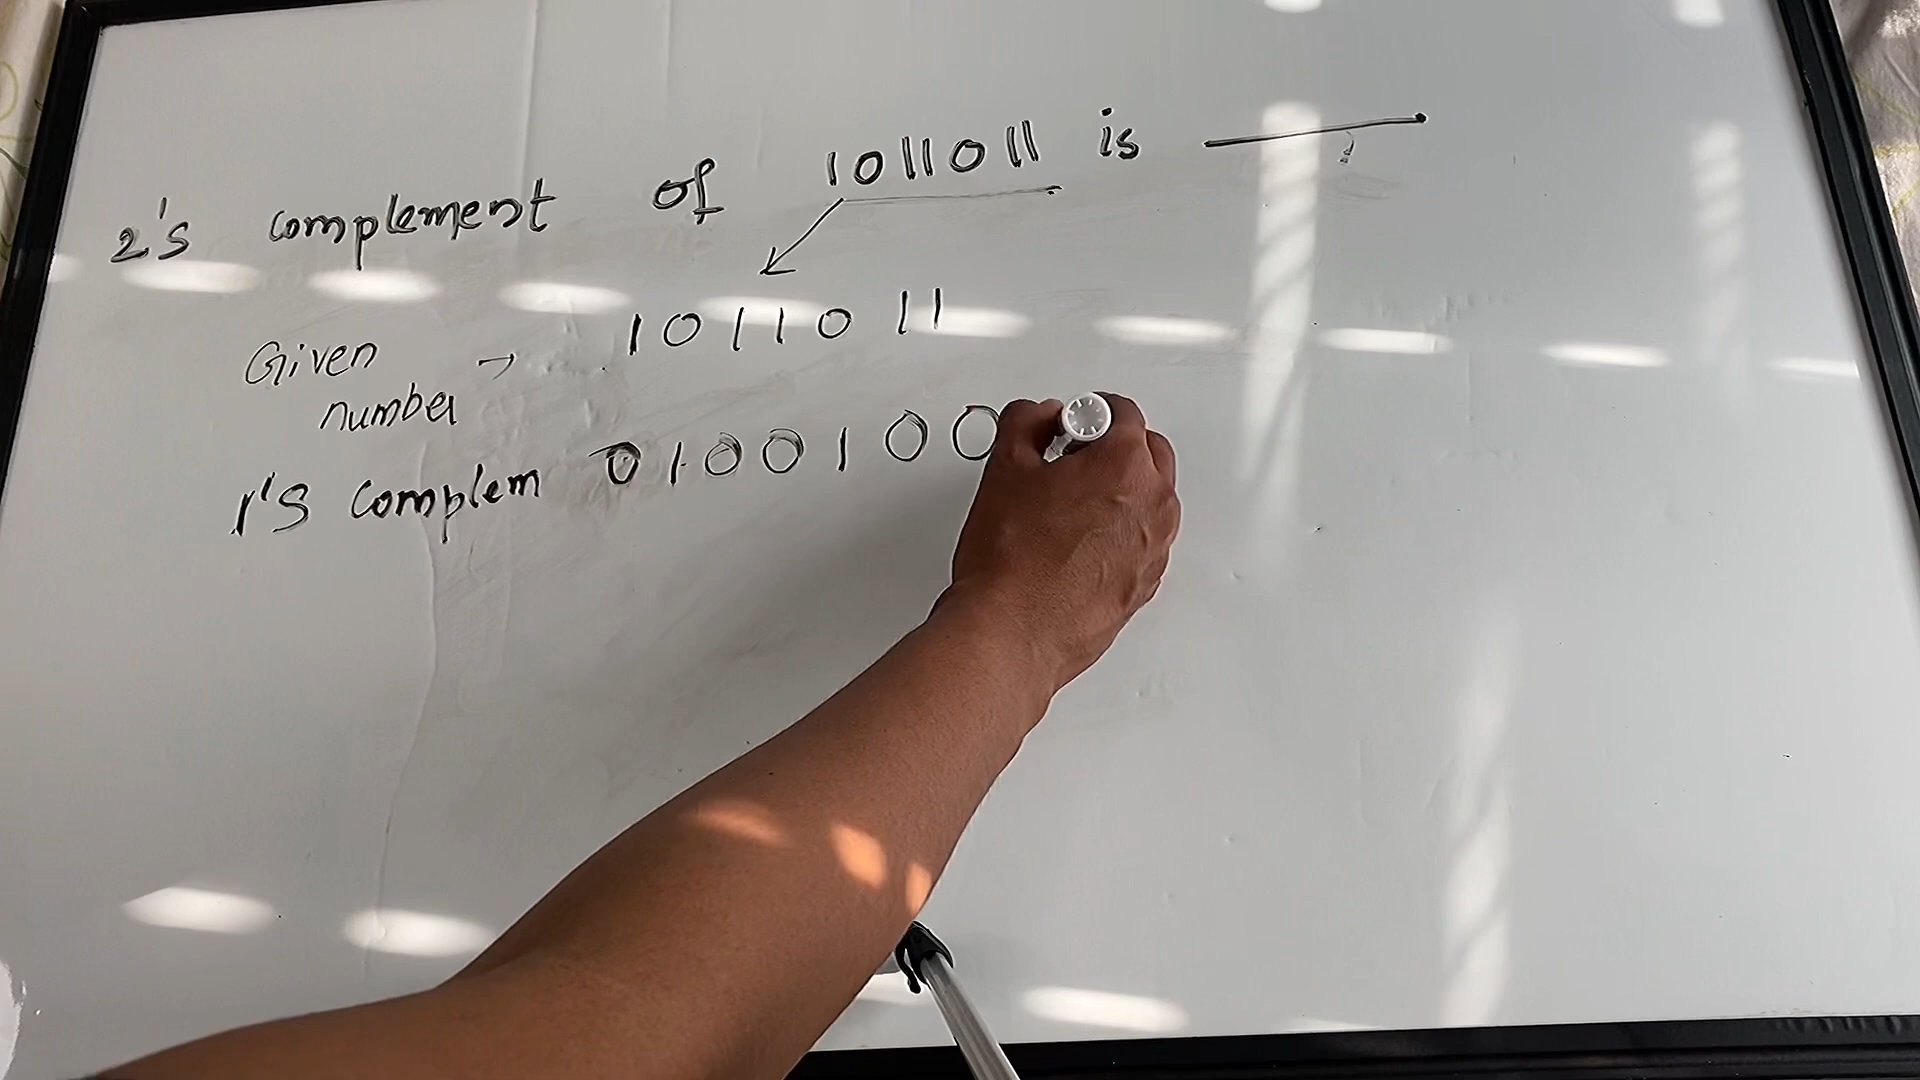 2's complement of 1011011 is ?
Given
number → 1011011
1's complem 0100100